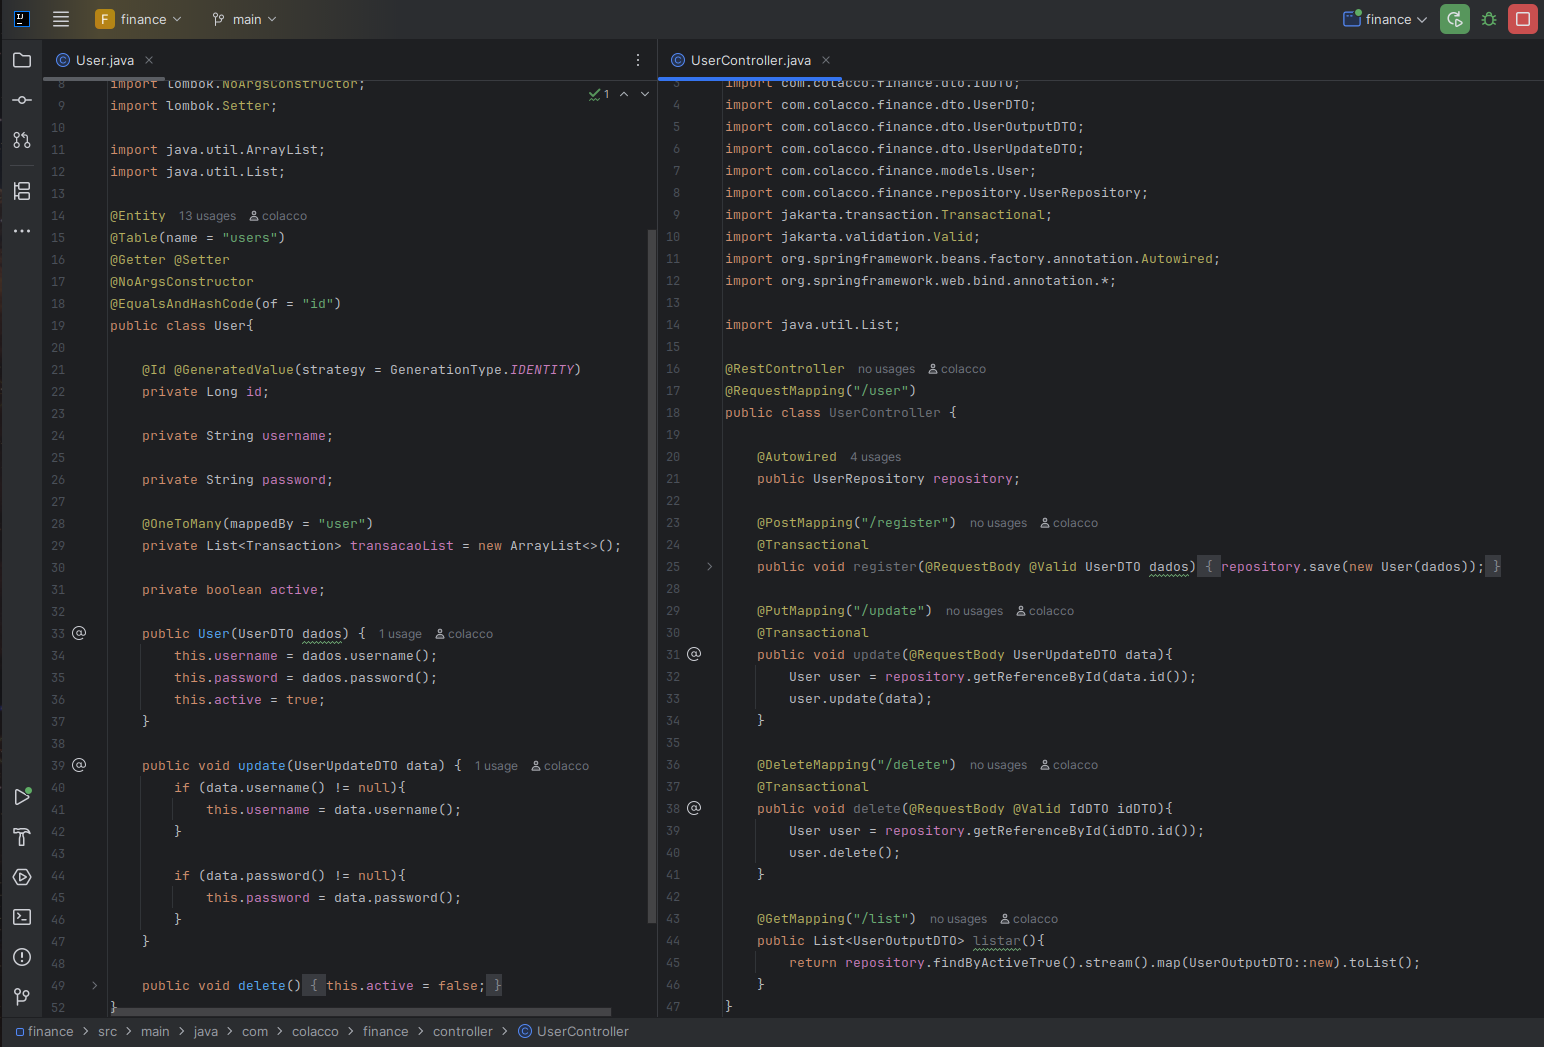 F finance main finance
User.java
8 import lombok.NoArgsConstructor;
9 import lombok.Setter;
1
10
11 import java.util.ArrayList;
12 import java.util.List;
13
14 @Entity 13 usages colacco
15 @Table(name = "users")
16 @Getter @Setter
17 @NoArgsConstructor
18 @EqualsAndHashCode(of = "id")
19 public class User{
20
21 @Id @GeneratedValue(strategy = GenerationType.IDENTITY)
22 private Long id;
23
24 private String username;
25
26 private String password;
27
28 @OneToMany(mappedBy = "user")
29 private List<Transaction> transacaoList = new ArrayList<>();
30
31 private boolean active;
32
33 public User(UserDTO dados) { 1 usage colacco
34 this.username = dados.username();
35 this.password = dados.password();
36 this.active = true;
37 }
38
39 public void update(UserUpdateDTO data) { 1 usage colacco
40 if (data.username() != null){
41 this.username = data.username();
42 }
43
44 if (data.password() != null){
45 this.password = data.password();
46 }
47 }
48
49 public void delete() { this.active = false; }
52 }
UserController.java
3 import com.colacco.finance.dto.IdDTO;
4 import com.colacco.finance.dto.UserDTO;
5 import com.colacco.finance.dto.UserOutputDTO;
6 import com.colacco.finance.dto.UserUpdateDTO;
7 import com.colacco.finance.models.User;
8 import com.colacco.finance.repository.UserRepository;
9 import jakarta.transaction.Transactional;
10 import jakarta.validation.Valid;
11 import org.springframework.beans.factory.annotation.Autowired;
12 import org.springframework.web.bind.annotation.*;
13
14 import java.util.List;
15
16 @RestController no usages colacco
17 @RequestMapping("/user")
18 public class UserController {
19
20 @Autowired 4 usages
21 public UserRepository repository;
22
23 @PostMapping("/register") no usages colacco
24 @Transactional
25 public void register(@RequestBody @Valid UserDTO dados) { repository.save(new User(dados)); }
28
29 @PutMapping("/update") no usages colacco
30 @Transactional
31 public void update(@RequestBody UserUpdateDTO data){
32 User user = repository.getReferenceById(data.id());
33 user.update(data);
34 }
35
36 @DeleteMapping("/delete") no usages colacco
37 @Transactional
38 public void delete(@RequestBody @Valid IdDTO idDTO){
39 User user = repository.getReferenceById(idDTO.id());
40 user.delete();
41 }
42
43 @GetMapping("/list") no usages colacco
44 public List<UserOutputDTO> listar(){
45 return repository.findByActiveTrue().stream().map(UserOutputDTO::new).toList();
46 }
47 }
finance > src > main > java > com > colacco > finance > controller > UserController